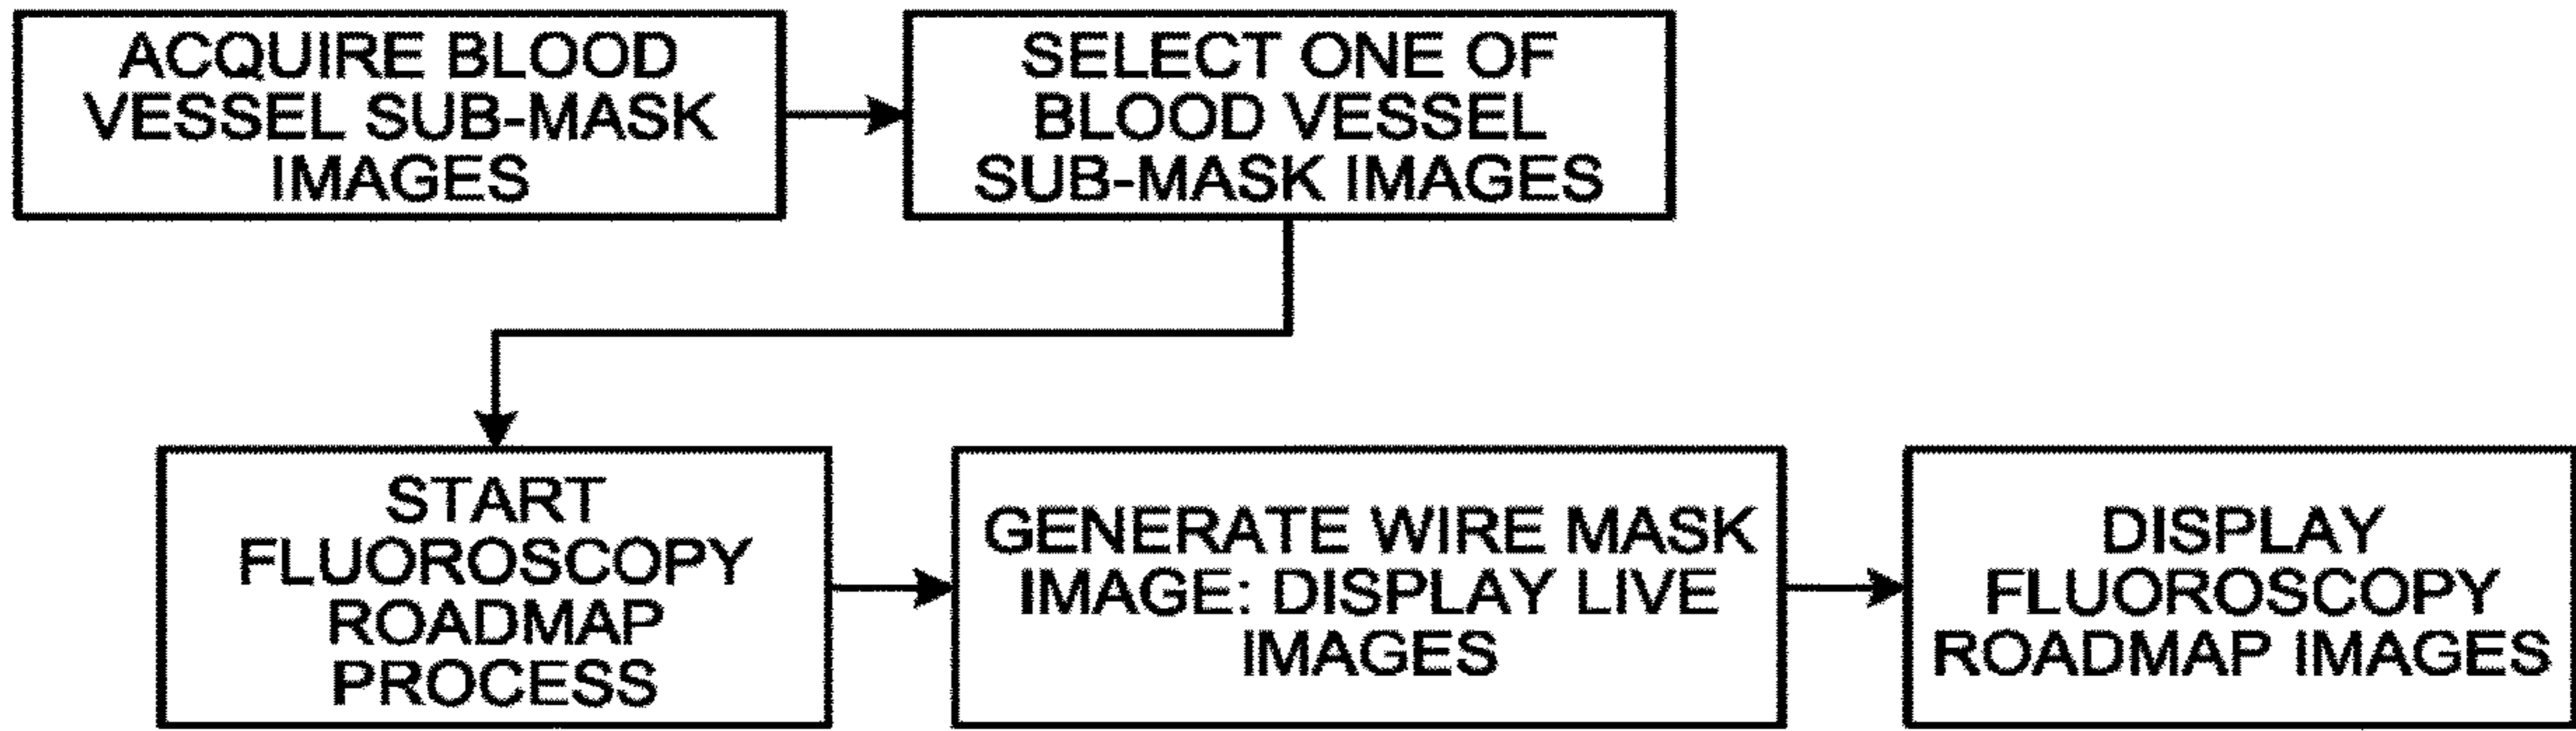 ACQUIRE BLOOD
VESSEL SUB-MASK
IMAGES
SELECT ONE OF
BLOOD VESSEL
SUB-MASK IMAGES
START
FLUOROSCOPY
ROADMAP
PROCESS
GENERATE WIRE MASK
IMAGE: DISPLAY LIVE
IMAGES
DISPLAY
FLUOROSCOPY
ROADMAP IMAGES